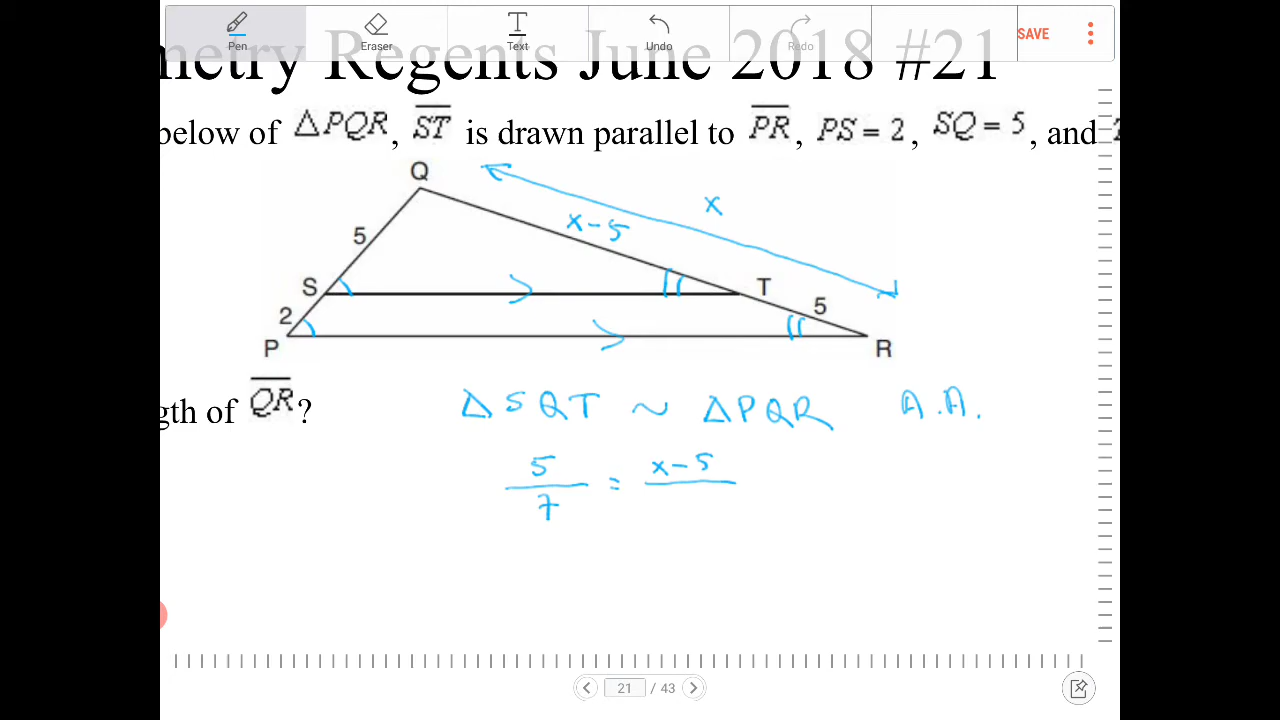 Pen Eraser Text Undo Redo SAVE
metry Regents June 2018 #21
below of △PQR, ST is drawn parallel to PR, PS = 2, SQ = 5, and
Q
x
x-5
5
S
T
5
2
P
R
gth of QR?
△SQT ~ △PQR A.A.
5/7 = x-5
21 / 43